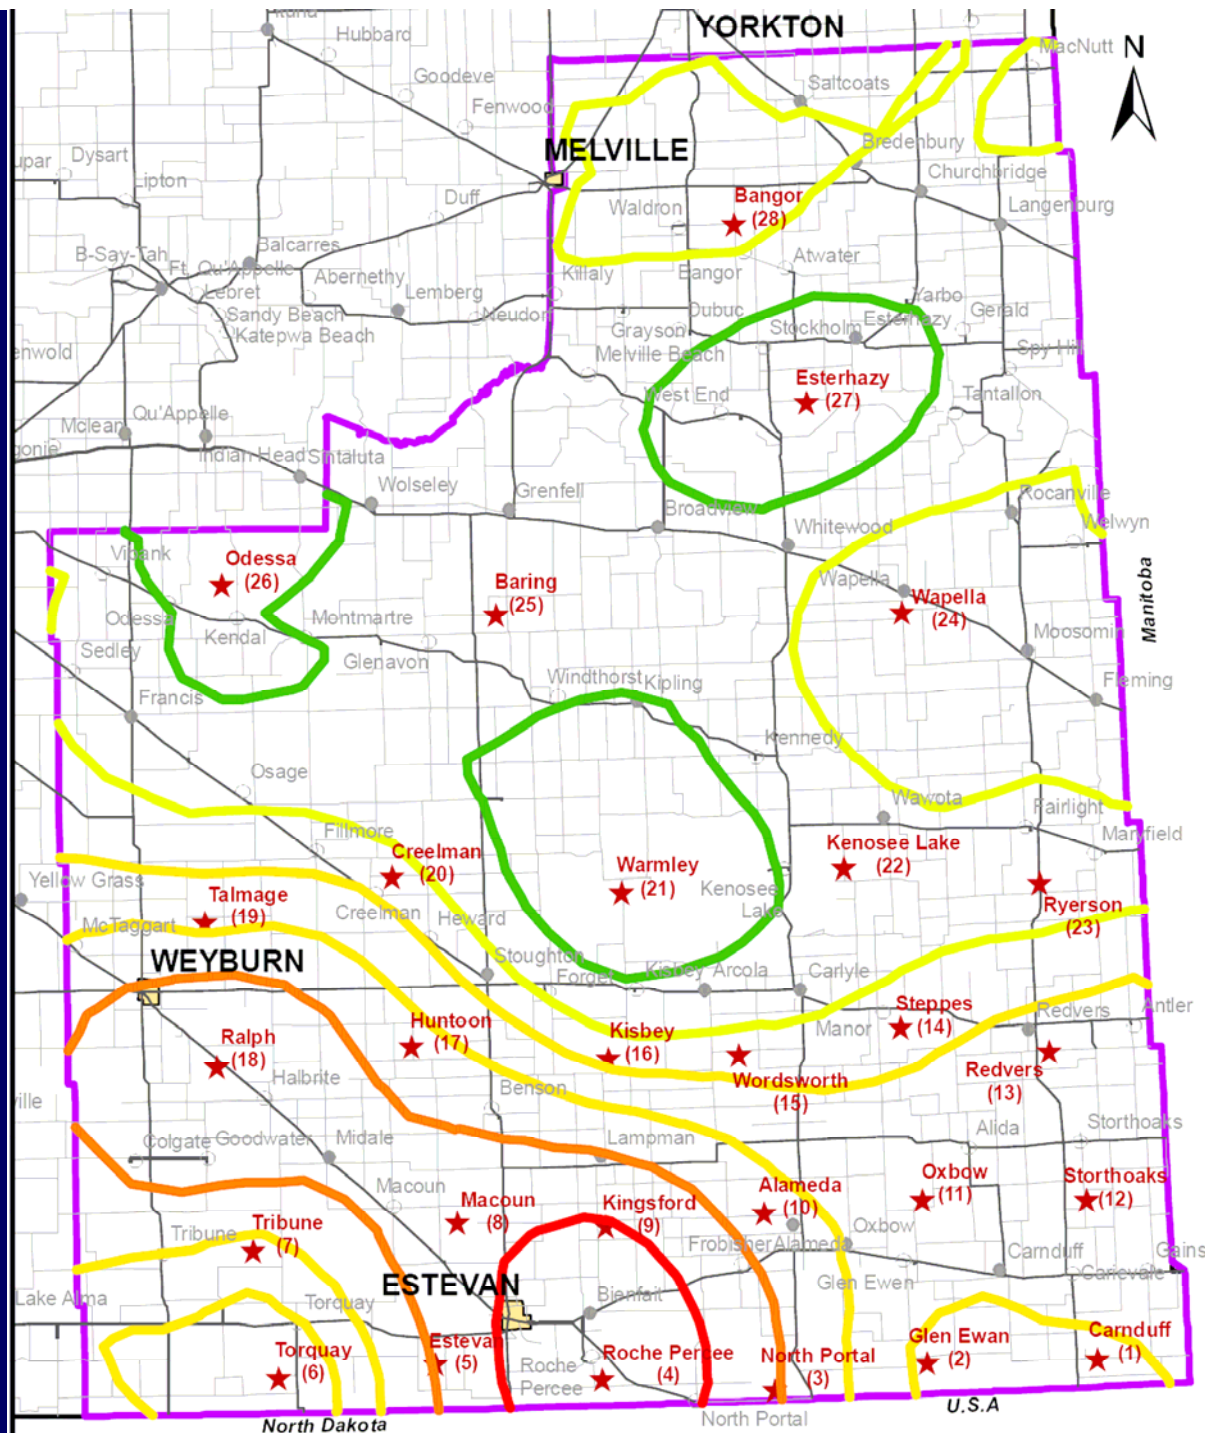 YORKTON
Ituna
Hubbard
MacNutt
N
Goodeve
Saltcoats
Fenwood
Bredenbury
MELVILLE
upar
Dysart
Lipton
Churchbridge
Duff
Waldron
Bangor
(28)
Langenburg
Balcarres
B-Say-Tah
Ft. Qu'Appelle
Abernethy
Killaly
Bangor
Atwater
Lebret
Lemberg
Yarbo
Sandy Beach
Neudorf
Dubuc
Gerald
Katepwa Beach
Grayson
Stockholm
Esterhazy
enwold
Melville Beach
Spy Hill
Esterhazy
(27)
West End
Tantallon
Qu'Appelle
Mclean
gonie
Indian Head
Sintaluta
Wolseley
Grenfell
Rocanville
Broadview
Whitewood
Welwyn
Vibank
Odessa
(26)
Baring
(25)
Wapella
Wapella
(24)
Manitoba
Odessa
Kendal
Montmartre
Moosomin
Sedley
Glenavon
Francis
Windthorst
Kipling
Fleming
Kennedy
Osage
Wawota
Fairlight
Fillmore
Maryfield
Creelman
(20)
Kenosee Lake
(22)
Warmley
(21)
Yellow Grass
Talmage
(19)
Kenosee
Lake
Ryerson
(23)
McTaggart
Creelman
Heward
WEYBURN
Stoughton
Forget
Kisbey
Arcola
Carlyle
Steppes
(14)
Redvers
Antler
Huntoon
(17)
Kisbey
(16)
Manor
Ralph
(18)
Redvers
(13)
Halbrite
Wordsworth
(15)
ville
Benson
Colgate
Goodwater
Midale
Lampman
Alida
Storthoaks
Macoun
Oxbow
(11)
Storthoaks
(12)
Alameda
(10)
Macoun
(8)
Kingsford
(9)
Tribune
Tribune
(7)
Oxbow
Frobisher
Alameda
Carnduff
Gains
ESTEVAN
Glen Ewen
Carievale
Lake Alma
Torquay
Bienfait
Estevan
(5)
Glen Ewan
(2)
Carnduff
(1)
Torquay
(6)
Roche
Percee
Roche Percee
(4)
North Portal
(3)
North Portal
U.S.A
North Dakota